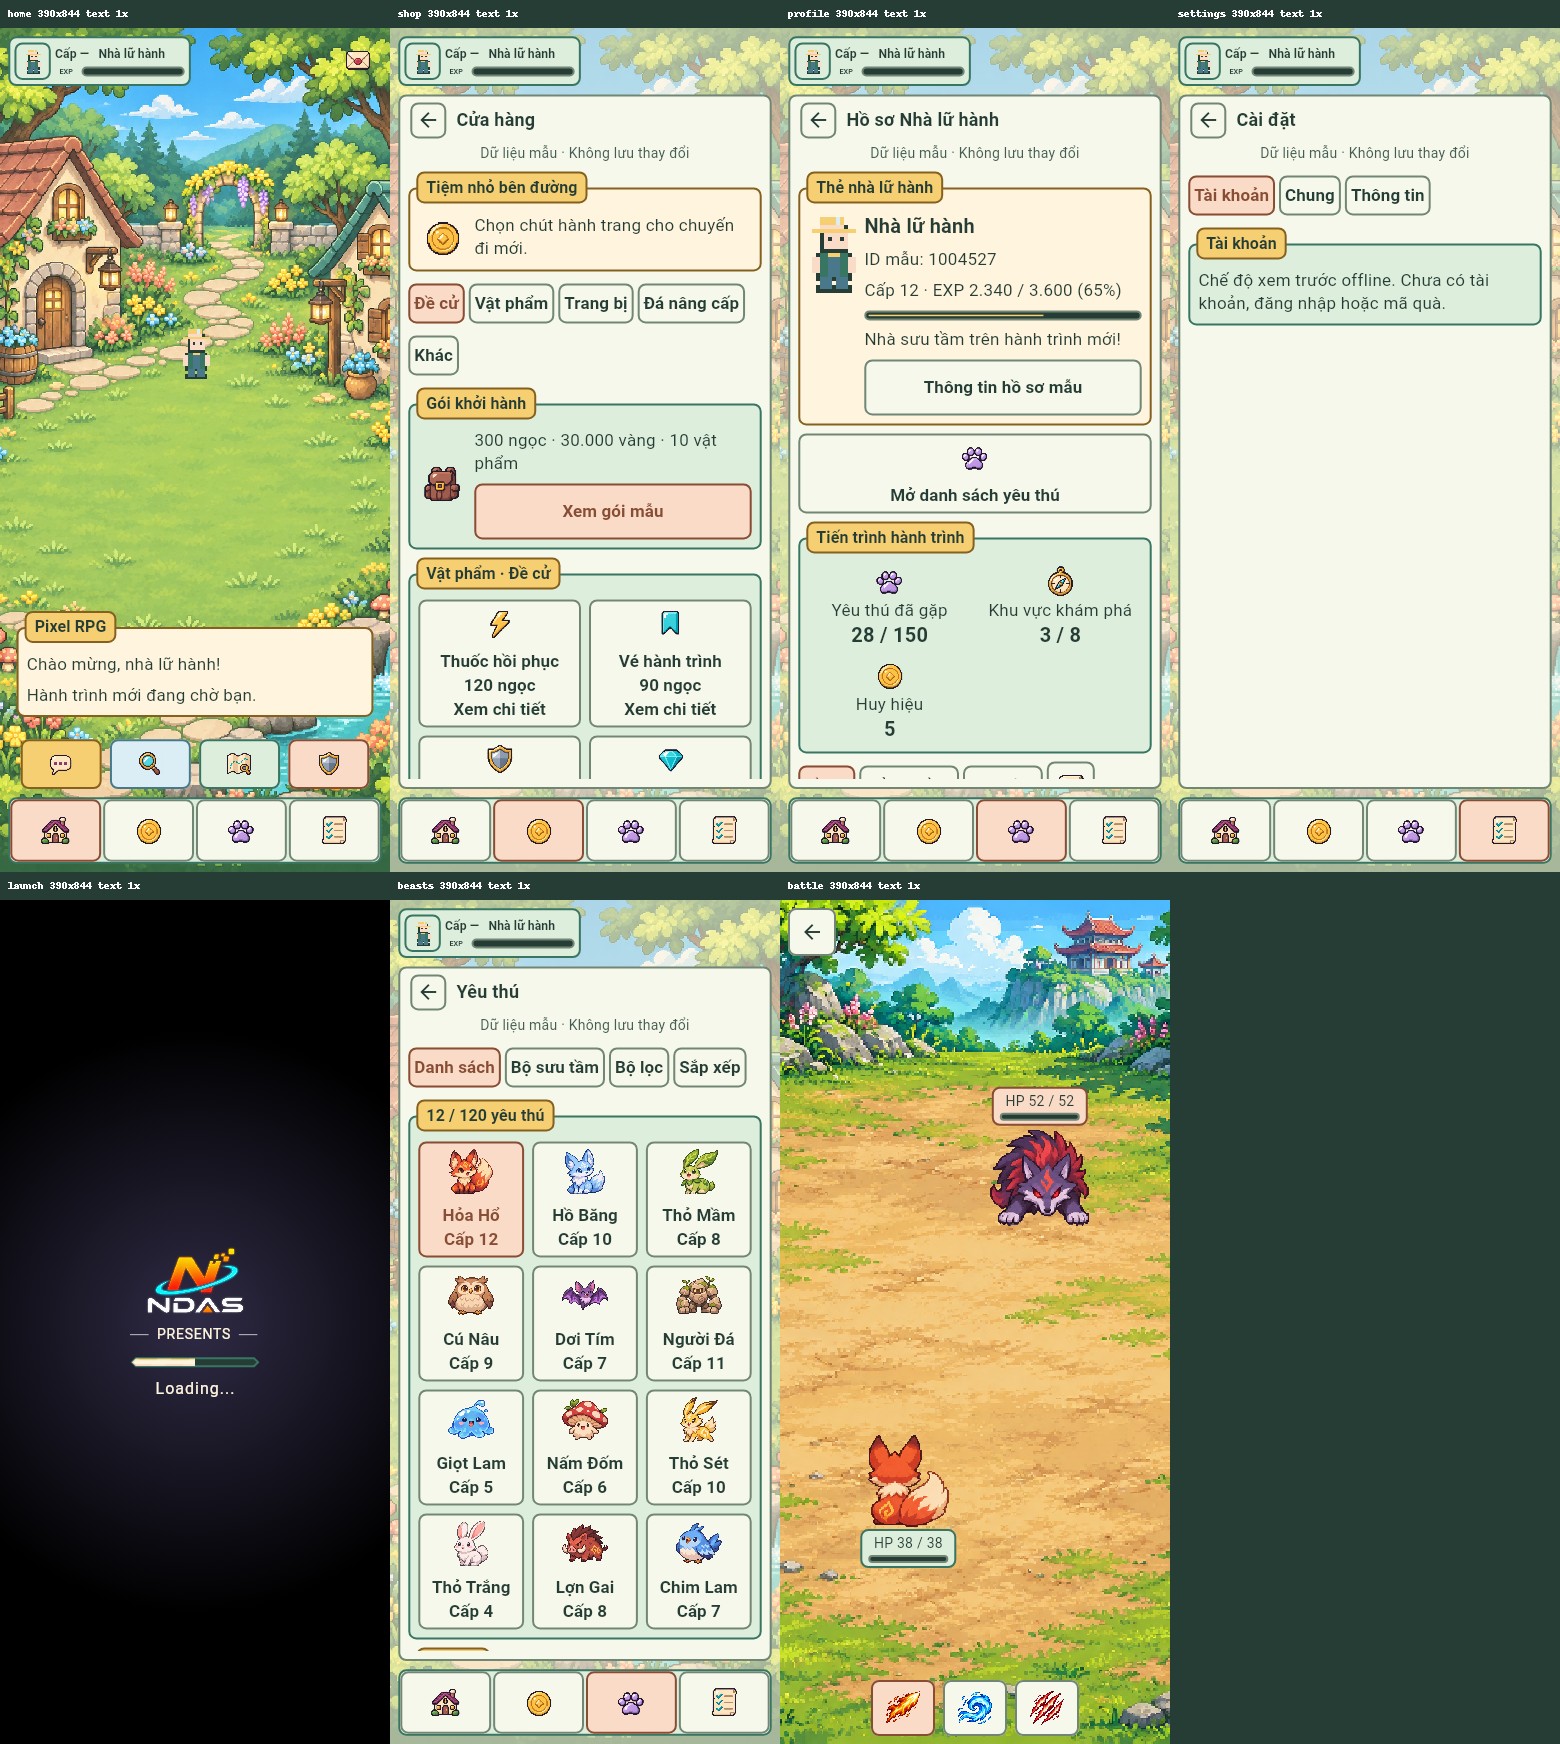 home 390x844 text 1x
Cấp — Nhà lữ hành
EXP
Pixel RPG
Chào mừng, nhà lữ hành!
Hành trình mới đang chờ bạn.
shop 390x844 text 1x
Cấp — Nhà lữ hành
EXP
Cửa hàng
Dữ liệu mẫu · Không lưu thay đổi
Tiệm nhỏ bên đường
Chọn chút hành trang cho chuyến
đi mới.
Đề cử
Vật phẩm
Trang bị
Đá nâng cấp
Khác
Gói khởi hành
300 ngọc · 30.000 vàng · 10 vật
phẩm
Xem gói mẫu
Vật phẩm · Đề cử
Thuốc hồi phục
120 ngọc
Xem chi tiết
Vé hành trình
90 ngọc
Xem chi tiết
profile 390x844 text 1x
Cấp — Nhà lữ hành
EXP
Hồ sơ Nhà lữ hành
Dữ liệu mẫu · Không lưu thay đổi
Thẻ nhà lữ hành
Nhà lữ hành
ID mẫu: 1004527
Cấp 12 · EXP 2.340 / 3.600 (65%)
Nhà sưu tầm trên hành trình mới!
Thông tin hồ sơ mẫu
Mở danh sách yêu thú
Tiến trình hành trình
Yêu thú đã gặp
28 / 150
Khu vực khám phá
3 / 8
Huy hiệu
5
settings 390x844 text 1x
Cấp — Nhà lữ hành
EXP
Cài đặt
Dữ liệu mẫu · Không lưu thay đổi
Tài khoản
Chung
Thông tin
Tài khoản
Chế độ xem trước offline. Chưa có tài
khoản, đăng nhập hoặc mã quà.
launch 390x844 text 1x
NDAS
PRESENTS
Loading...
beasts 390x844 text 1x
Cấp — Nhà lữ hành
EXP
Yêu thú
Dữ liệu mẫu · Không lưu thay đổi
Danh sách
Bộ sưu tầm
Bộ lọc
Sắp xếp
12 / 120 yêu thú
Hỏa Hồ
Cấp 12
Hồ Băng
Cấp 10
Thỏ Mầm
Cấp 8
Cú Nâu
Cấp 9
Dơi Tím
Cấp 7
Người Đá
Cấp 11
Giọt Lam
Cấp 5
Nấm Đốm
Cấp 6
Thỏ Sét
Cấp 10
Thỏ Trắng
Cấp 4
Lợn Gai
Cấp 8
Chim Lam
Cấp 7
battle 390x844 text 1x
HP 52 / 52
HP 38 / 38